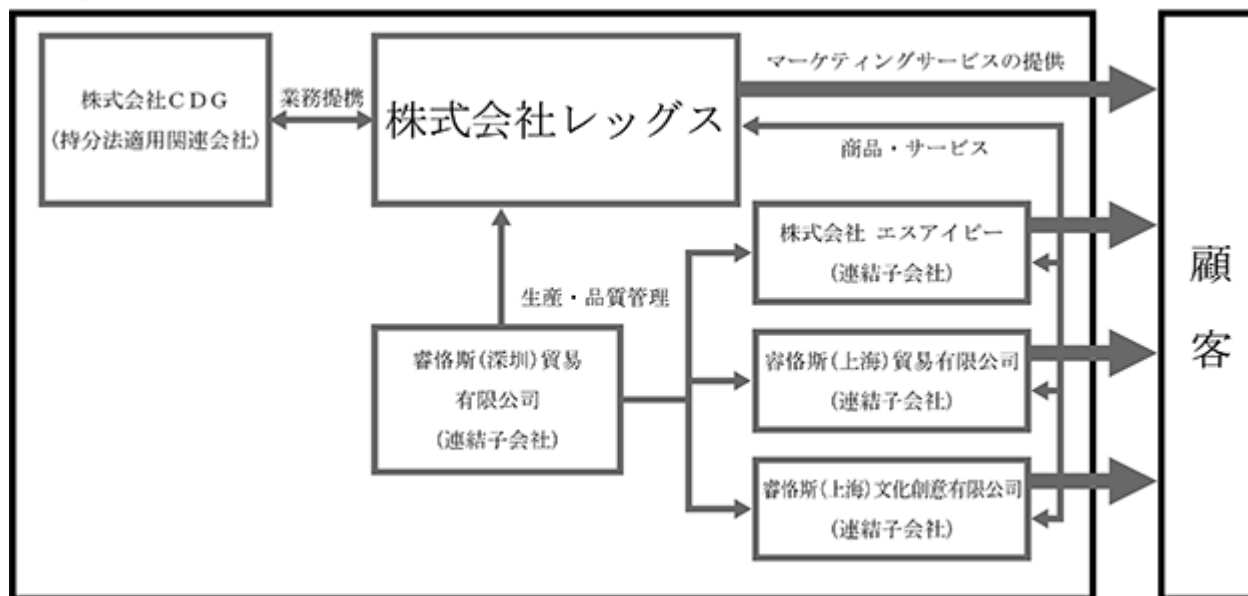 株式会社CDG
(持分法適用関連会社)
業務提携
株式会社レッグス
マーケティングサービスの提供
商品・サービス
株式会社 エスアイピー
(連結子会社)
生産・品質管理
睿恪斯(深圳)貿易
有限公司
(連結子会社)
睿恪斯(上海)貿易有限公司
(連結子会社)
睿恪斯(上海)文化創意有限公司
(連結子会社)
顧
客